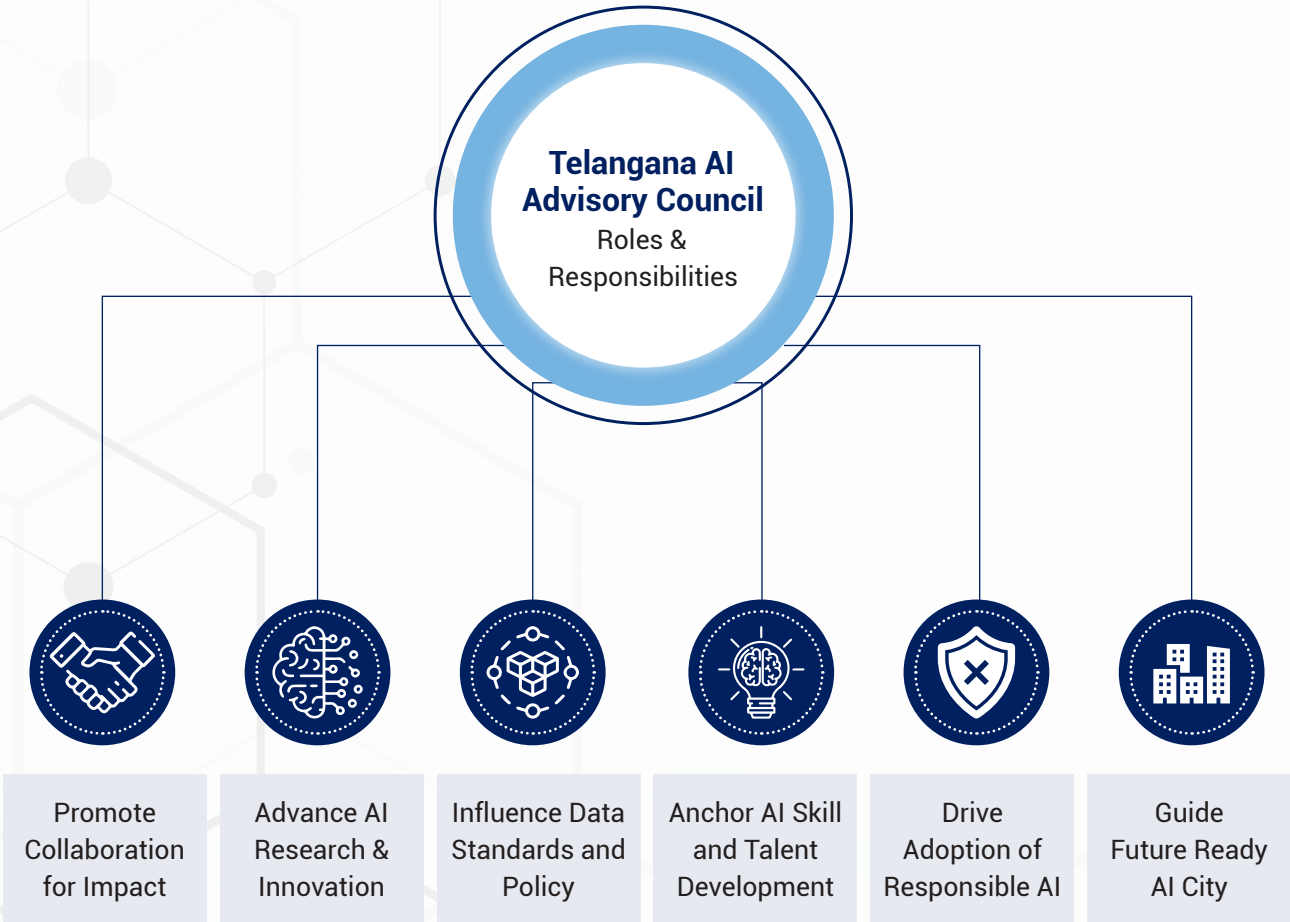 Telangana AI
Advisory Council
Roles &
Responsibilities
Promote
Collaboration
for Impact
Advance AI
Research &
Innovation
Influence Data
Standards and
Policy
Anchor AI Skill
and Talent
Development
Drive
Adoption of
Responsible AI
Guide
Future Ready
AI City